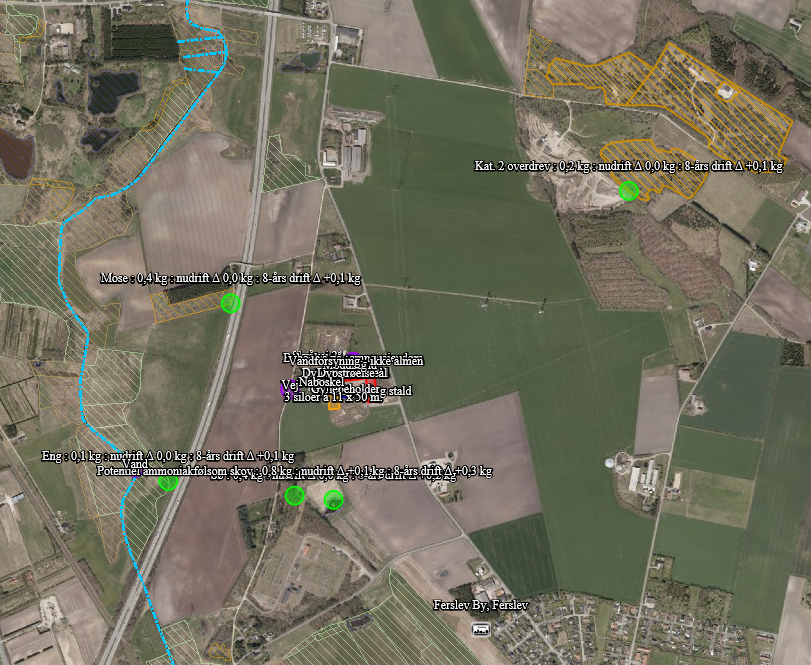 Kat. 2 overdrev : 0,2 kg : nudrift Δ 0,0 kg : 8-års drift Δ +0,1 kg
Mose : 0,4 kg : nudrift Δ 0,0 kg : 8-års drift Δ +0,1 kg
Vandforsyning, ikke almen
Naboskel
Gyllebeholder
stald
3 siloer á 11 x 50 m
Eng : 0,1 kg : nudrift Δ 0,0 kg : 8-års drift Δ +0,1 kg
Vand
Potentiel ammoniakfølsom skov : 0,8 kg : nudrift Δ +0,1 kg : 8-års drift Δ +0,3 kg
Ferslev By, Ferslev